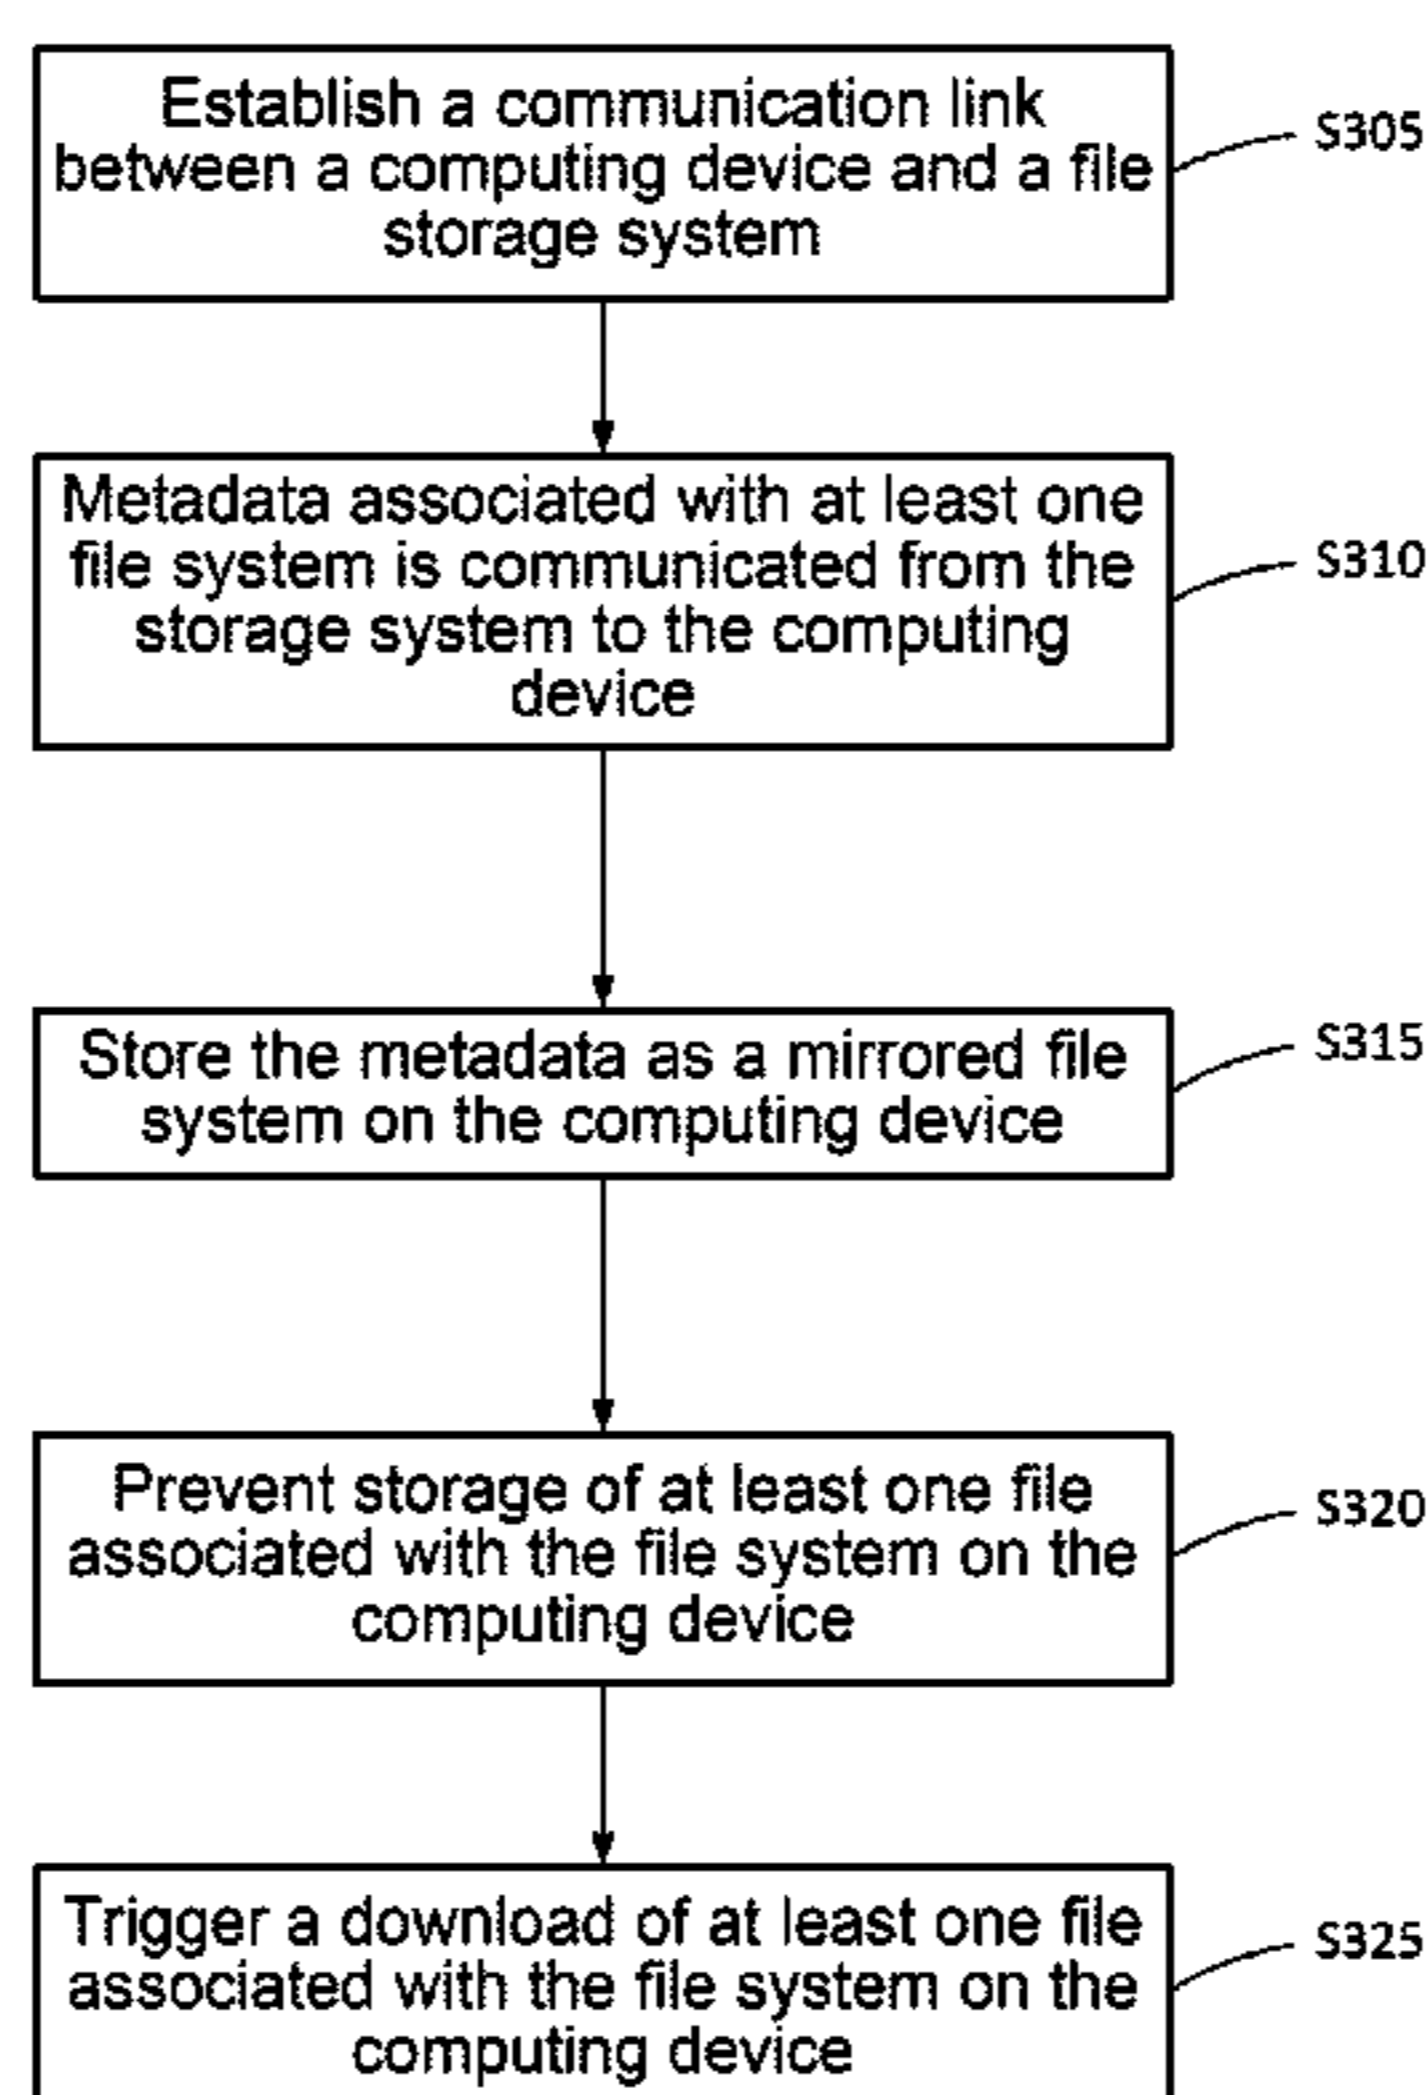 Establish a communication link
between a computing device and a file
storage system
S305
Metadata associated with at least one
file system is communicated from the
storage system to the computing
device
S310
Store the metadata as a mirrored file
system on the computing device
S315
Prevent storage of at least one file
associated with the file system on the
computing device
S320
Trigger a download of at least one file
associated with the file system on the
computing device
S325